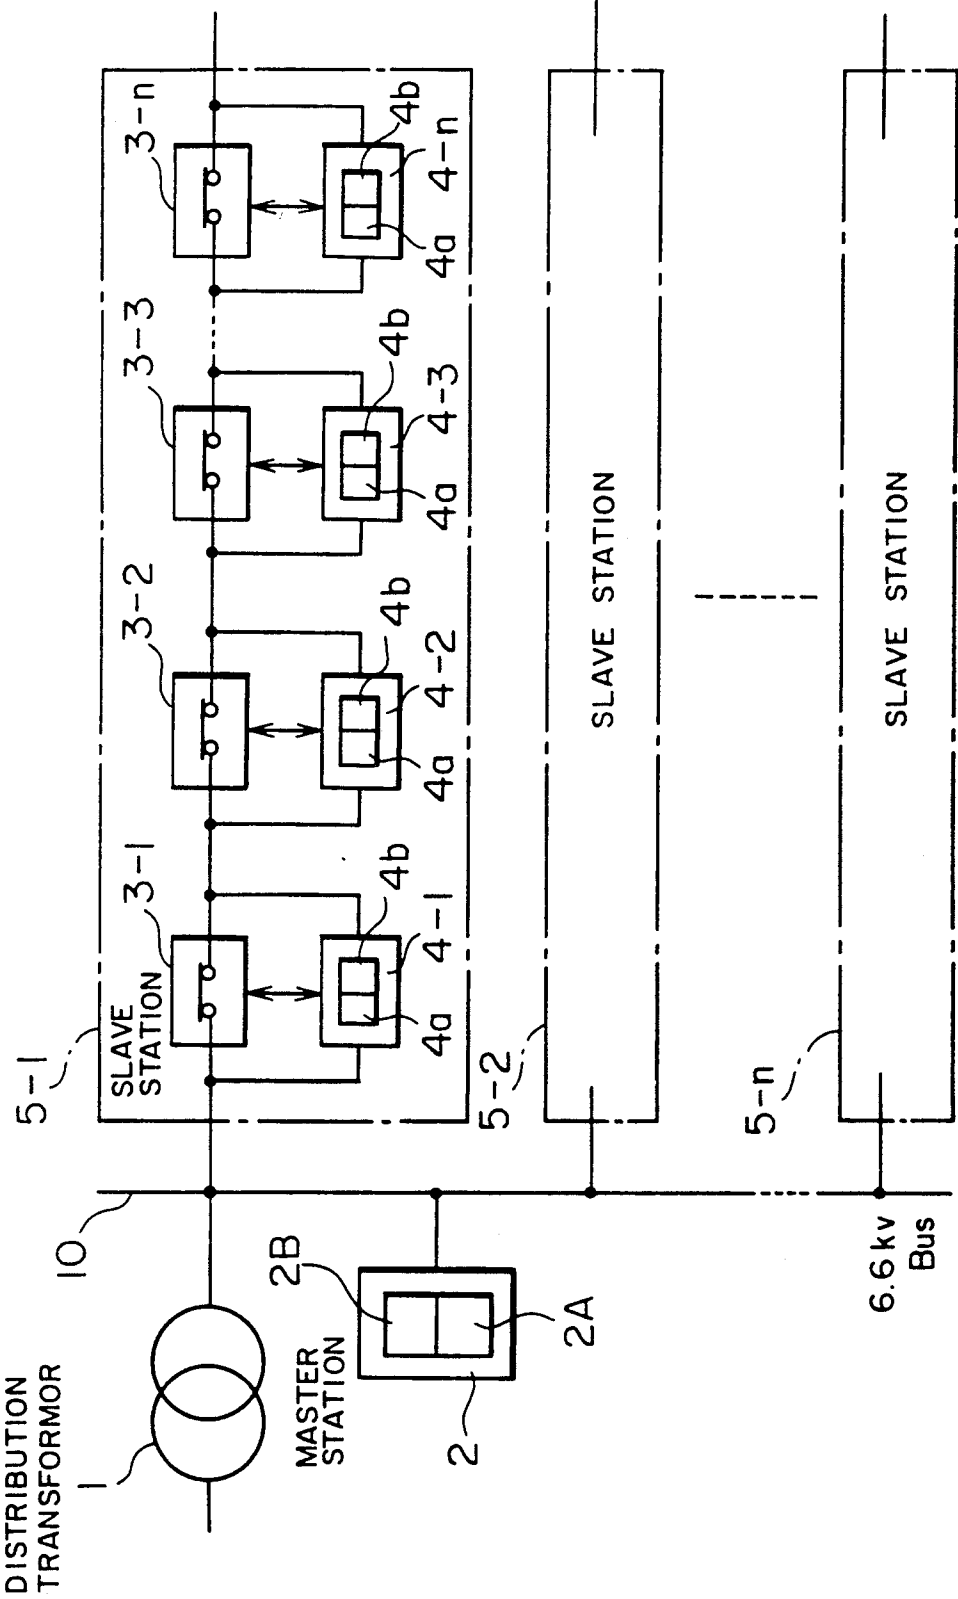 DISTRIBUTION
TRANSFORMOR
1
10
MASTER
STATION
2
2B
2A
6.6kv
Bus
5-1
SLAVE
STATION
3-1
4a
4-1
4b
3-2
4a
4-2
4b
3-3
4a
4-3
4b
3-n
4a
4-n
4b
5-2
SLAVE STATION
5-n
SLAVE STATION